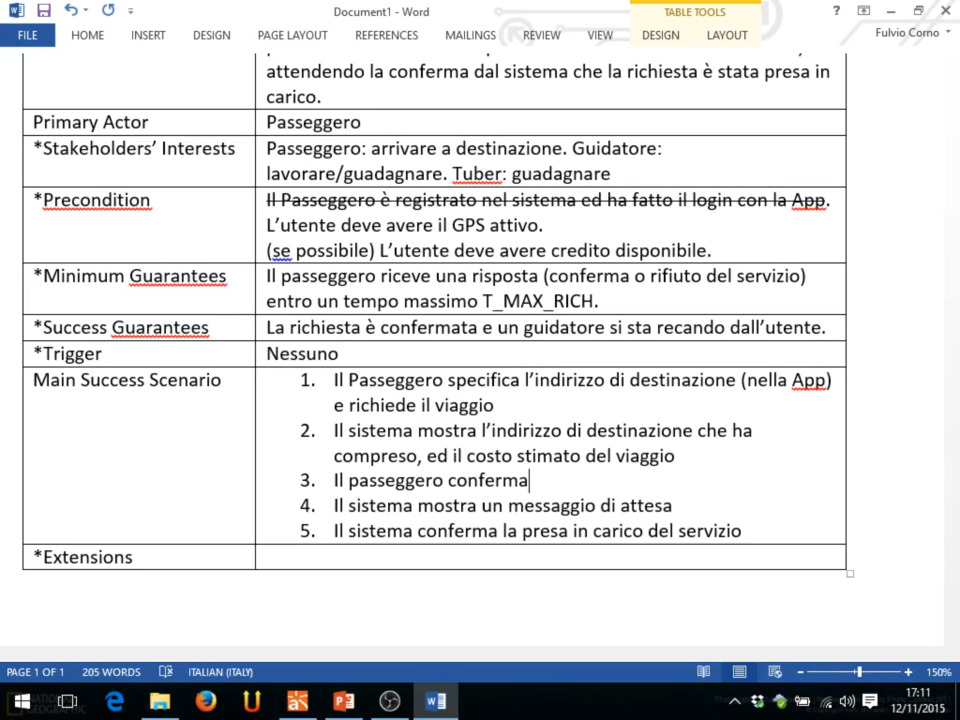 Document1 - Word
TABLE TOOLS
FILE HOME INSERT DESIGN PAGE LAYOUT REFERENCES MAILINGS REVIEW VIEW DESIGN LAYOUT Fulvio Corno
attendendo la conferma dal sistema che la richiesta è stata presa in
carico.
Primary Actor Passeggero
*Stakeholders’ Interests Passeggero: arrivare a destinazione. Guidatore:
lavorare/guadagnare. Tuber: guadagnare
*Precondition Il Passeggero è registrato nel sistema ed ha fatto il login con la App.
L’utente deve avere il GPS attivo.
(se possibile) L’utente deve avere credito disponibile.
*Minimum Guarantees Il passeggero riceve una risposta (conferma o rifiuto del servizio)
entro un tempo massimo T_MAX_RICH.
*Success Guarantees La richiesta è confermata e un guidatore si sta recando dall’utente.
*Trigger Nessuno
Main Success Scenario 1. Il Passeggero specifica l’indirizzo di destinazione (nella App)
e richiede il viaggio
2. Il sistema mostra l’indirizzo di destinazione che ha
compreso, ed il costo stimato del viaggio
3. Il passeggero conferma
4. Il sistema mostra un messaggio di attesa
5. Il sistema conferma la presa in carico del servizio
*Extensions
PAGE 1 OF 1 205 WORDS ITALIAN (ITALY) 150%
17:11
12/11/2015